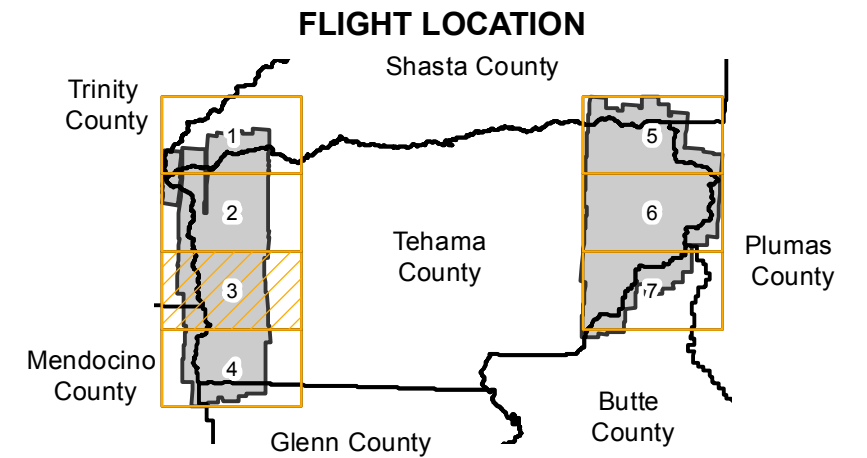 FLIGHT LOCATION
Shasta County
Trinity
County
1
5
2
6
Tehama
County
Plumas
County
3
7
Mendocino
County
4
Butte
County
Glenn County